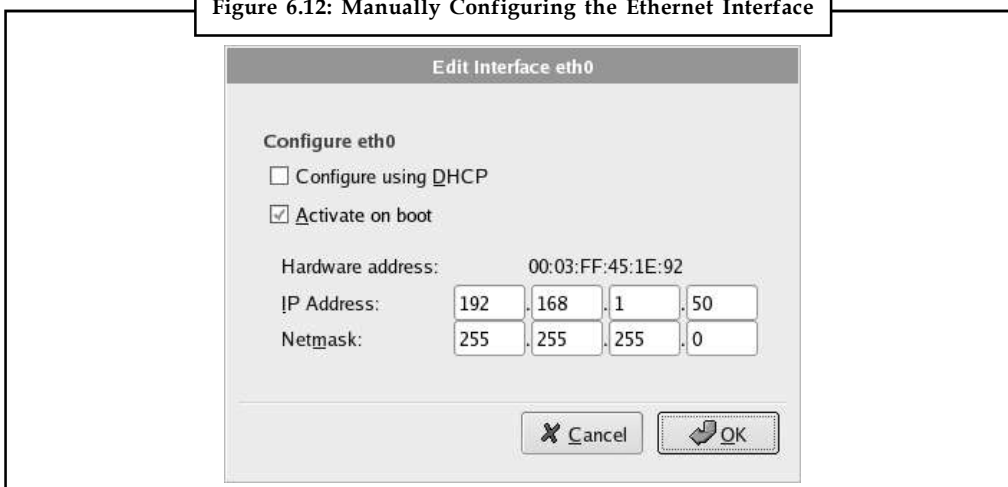 Figure 6.12: Manually Configuring the Ethernet Interface
Edit Interface eth0
Configure eth0
Configure using DHCP
Activate on boot
Hardware address: 00:03:FF:45:1E:92
IP Address: 192 . 168 . 1 . 50
Netmask: 255 . 255 . 255 . 0
Cancel OK